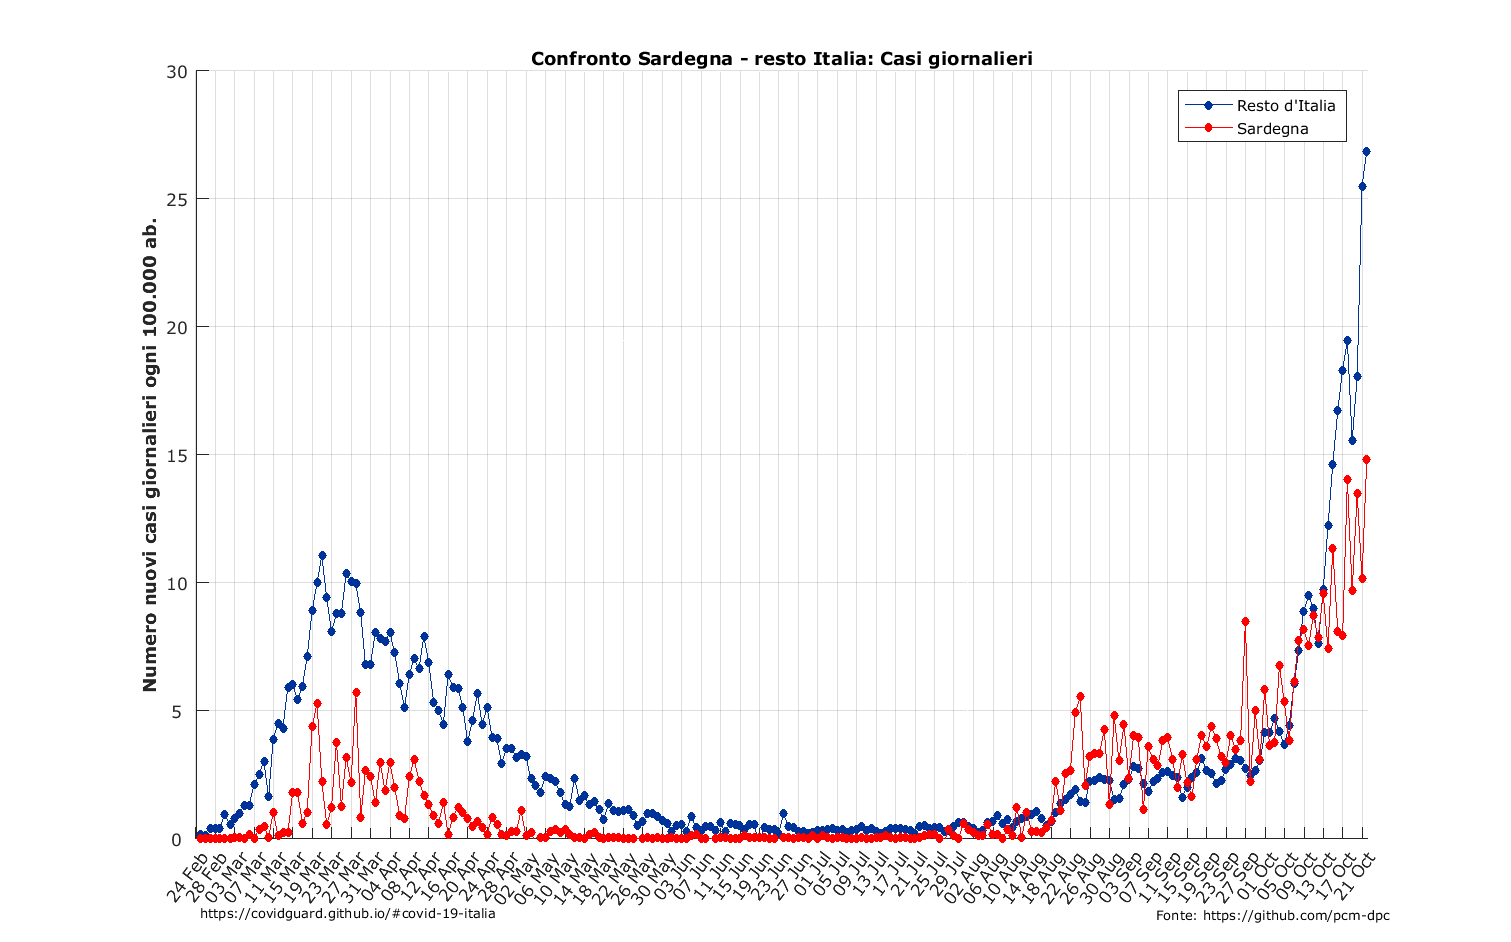 Confronto Sardegna - resto Italia: Casi giornalieri
Resto d'Italia
Sardegna
Numero nuovi casi giornalieri ogni 100.000 ab.
30
25
20
15
10
5
0
24 Feb
28 Feb
03 Mar
07 Mar
11 Mar
15 Mar
19 Mar
23 Mar
27 Mar
31 Mar
04 Apr
08 Apr
12 Apr
16 Apr
20 Apr
24 Apr
28 Apr
02 May
06 May
10 May
14 May
18 May
22 May
26 May
30 May
03 Jun
07 Jun
11 Jun
15 Jun
19 Jun
23 Jun
27 Jun
01 Jul
05 Jul
09 Jul
13 Jul
17 Jul
21 Jul
25 Jul
29 Jul
02 Aug
06 Aug
10 Aug
14 Aug
18 Aug
22 Aug
26 Aug
30 Aug
03 Sep
07 Sep
11 Sep
15 Sep
19 Sep
23 Sep
27 Sep
01 Oct
05 Oct
09 Oct
13 Oct
17 Oct
21 Oct
https://covidguard.github.io/#covid-19-italia
Fonte: https://github.com/pcm-dpc